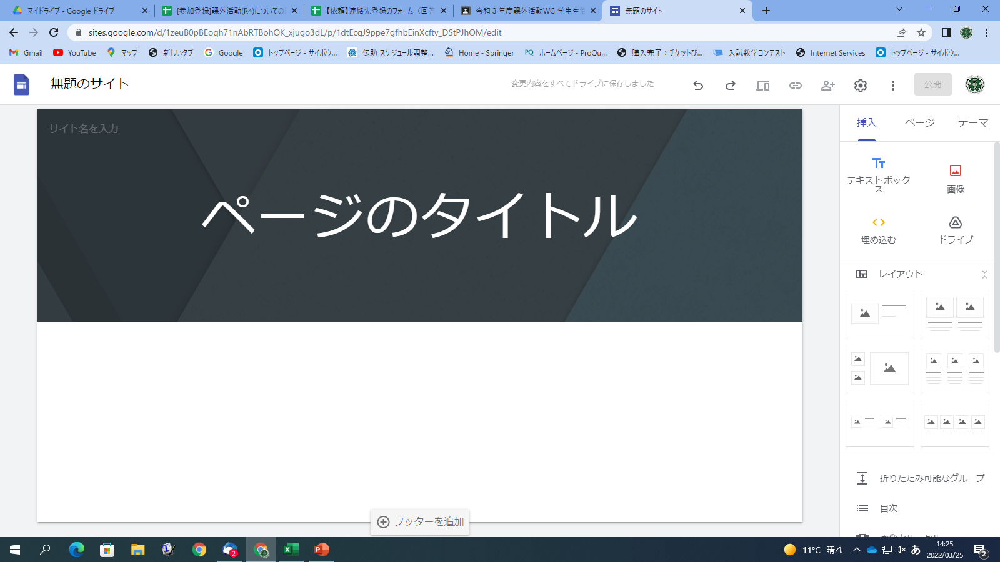 マイドライブ - Google ドライブ
[参加登録]課外活動(R4)についての
【依頼】連絡先登録のフォーム（回答
令和３年度課外活動WG 学生生活
無題のサイト
sites.google.com/d/1zeuB0pBEoqh71nAbRTBohOK_xjugo3dL/p/1dtEcgJ9ppe7gfhbEinXcftv_DStPJhOM/edit
Gmail
YouTube
マップ
新しいタブ
Google
トップページ - サイボウ...
伝助 スケジュール調整...
Home - Springer
PQ
ホームページ - ProQu...
購入完了：チケットぴ...
入試数学コンテスト
Internet Services
トップページ - サイボウ...
無題のサイト
変更内容をすべてドライブに保存しました
公開
サイト名を入力
ページのタイトル
フッターを追加
挿入
ページ
テーマ
テキスト ボック
ス
画像
埋め込む
ドライブ
レイアウト
折りたたみ可能なグループ
目次
画像カルーセル
2
11°C 晴れ
あ
14:25
2022/03/25
2